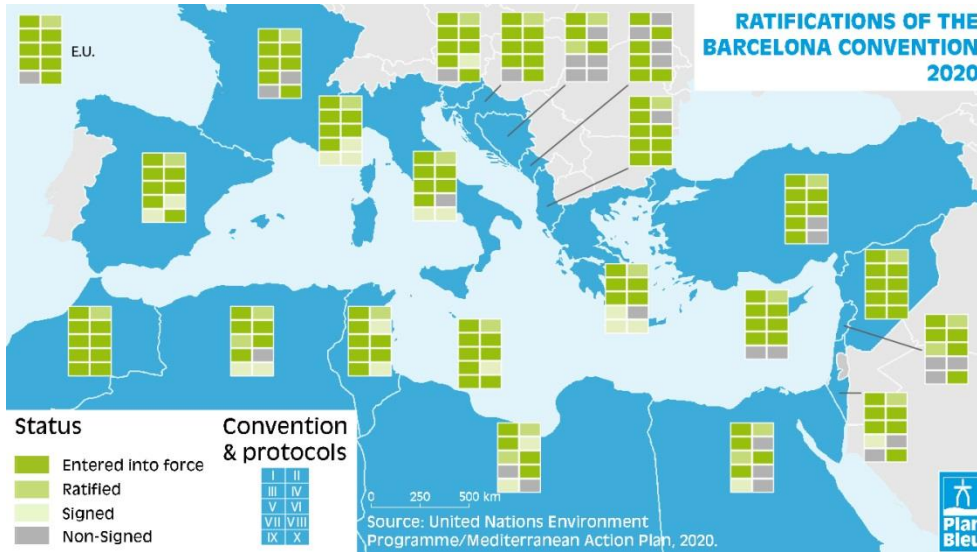 RATIFICATIONS OF THE
BARCELONA CONVENTION
2020
E.U.
Status
Entered into force
Ratified
Signed
Non-Signed
Convention
& protocols
I II
III IV
V VI
VII VIII
IX X
0 250 500 km
Source: United Nations Environment
Programme/Mediterranean Action Plan, 2020.
Plan
Bleu